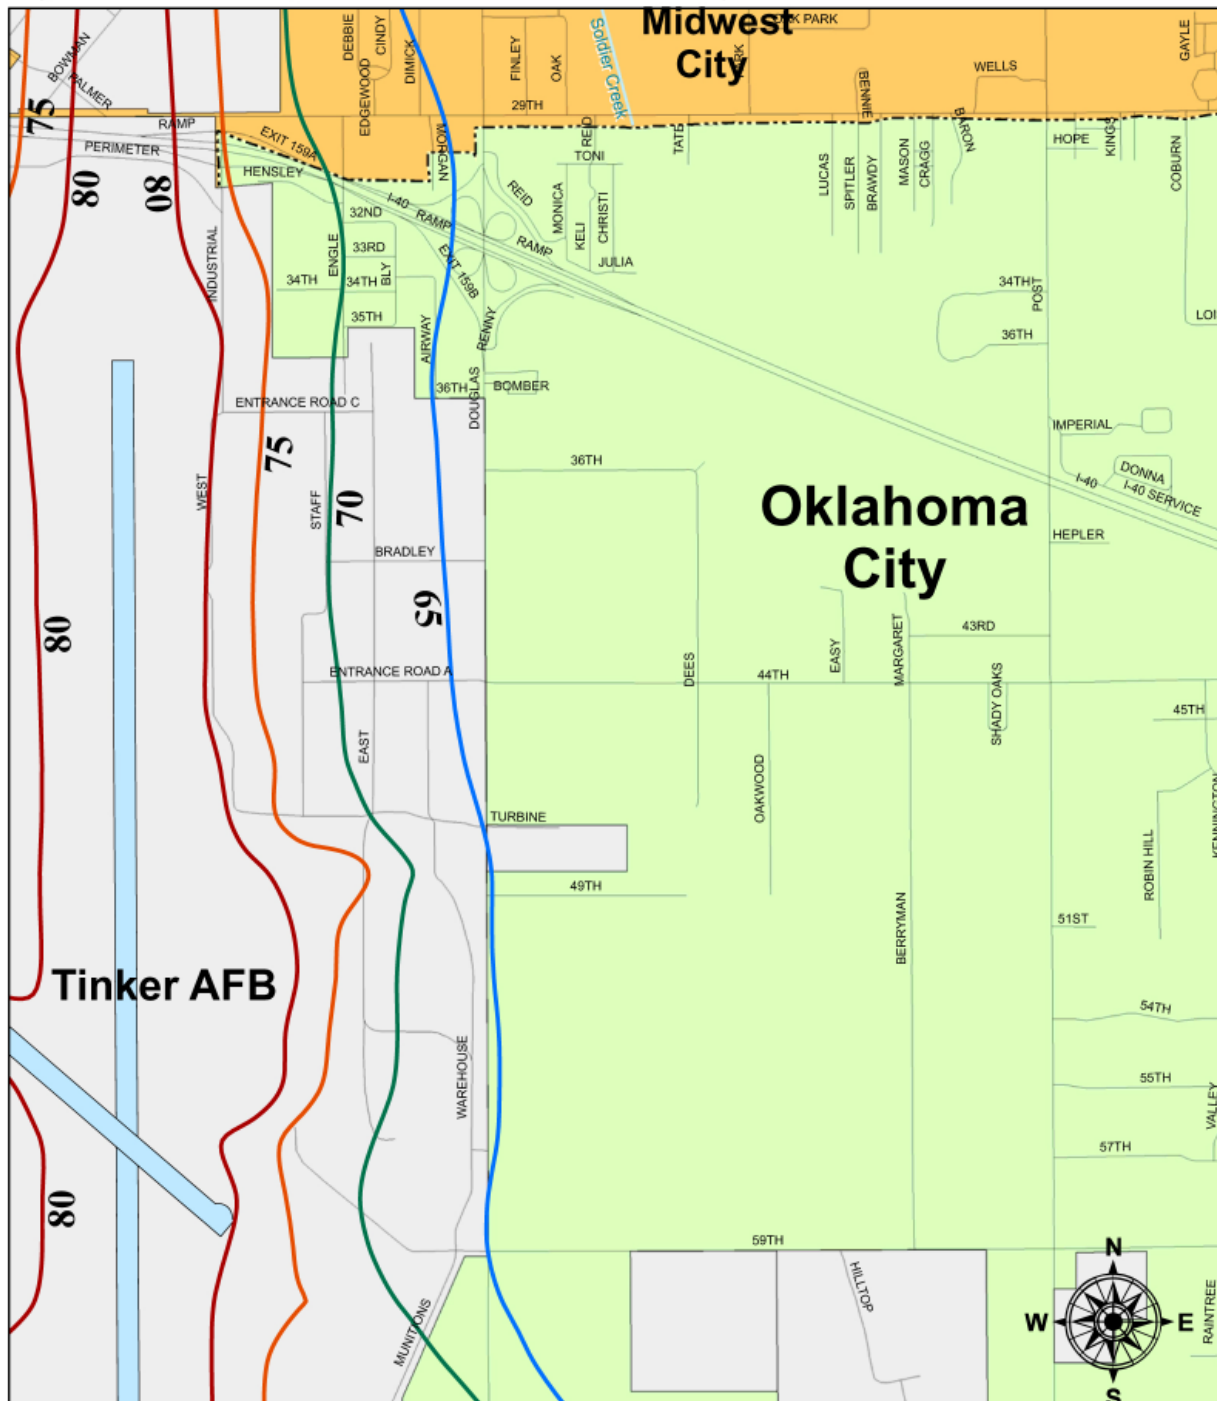 Midwest
City
OAK PARK
GAYLE
DEBBIE
CINDY
DIMICK
FINLEY
OAK
Soldier Creek
WELLS
BOWMAN
PALMER
EDGEWOOD
29TH
BENNIE
75
RAMP
EXIT 159A
MORGAN
REID
TATE
BARON
HOPE
KINGS
PERIMETER
TONI
LUCAS
SPITLER
BRAWDY
MASON
CRAGG
COBURN
80
80
HENSLEY
I-40
RAMP
REID
MONICA
KELI
CHRISTI
32ND
INDUSTRIAL
ENGLE
33RD
RAMP
EXIT 159B
JULIA
34TH
34TH
BLY
34TH
POST
35TH
AIRWAY
RENNY
36TH
LOI
36TH
DOUGLAS
BOMBER
ENTRANCE ROAD C
IMPERIAL
75
36TH
DONNA
I-40
I-40 SERVICE
WEST
STAFF
70
Oklahoma
City
HEPLER
BRADLEY
65
80
43RD
EASY
MARGARET
ENTRANCE ROAD A
DEES
44TH
SHADY OAKS
45TH
EAST
OAKWOOD
KENNINGTON
TURBINE
ROBIN HILL
49TH
BERRYMAN
51ST
Tinker AFB
54TH
WAREHOUSE
55TH
VALLEY
57TH
80
59TH
N
HILLTOP
W
E
S
MUNITIONS
RAINTREE